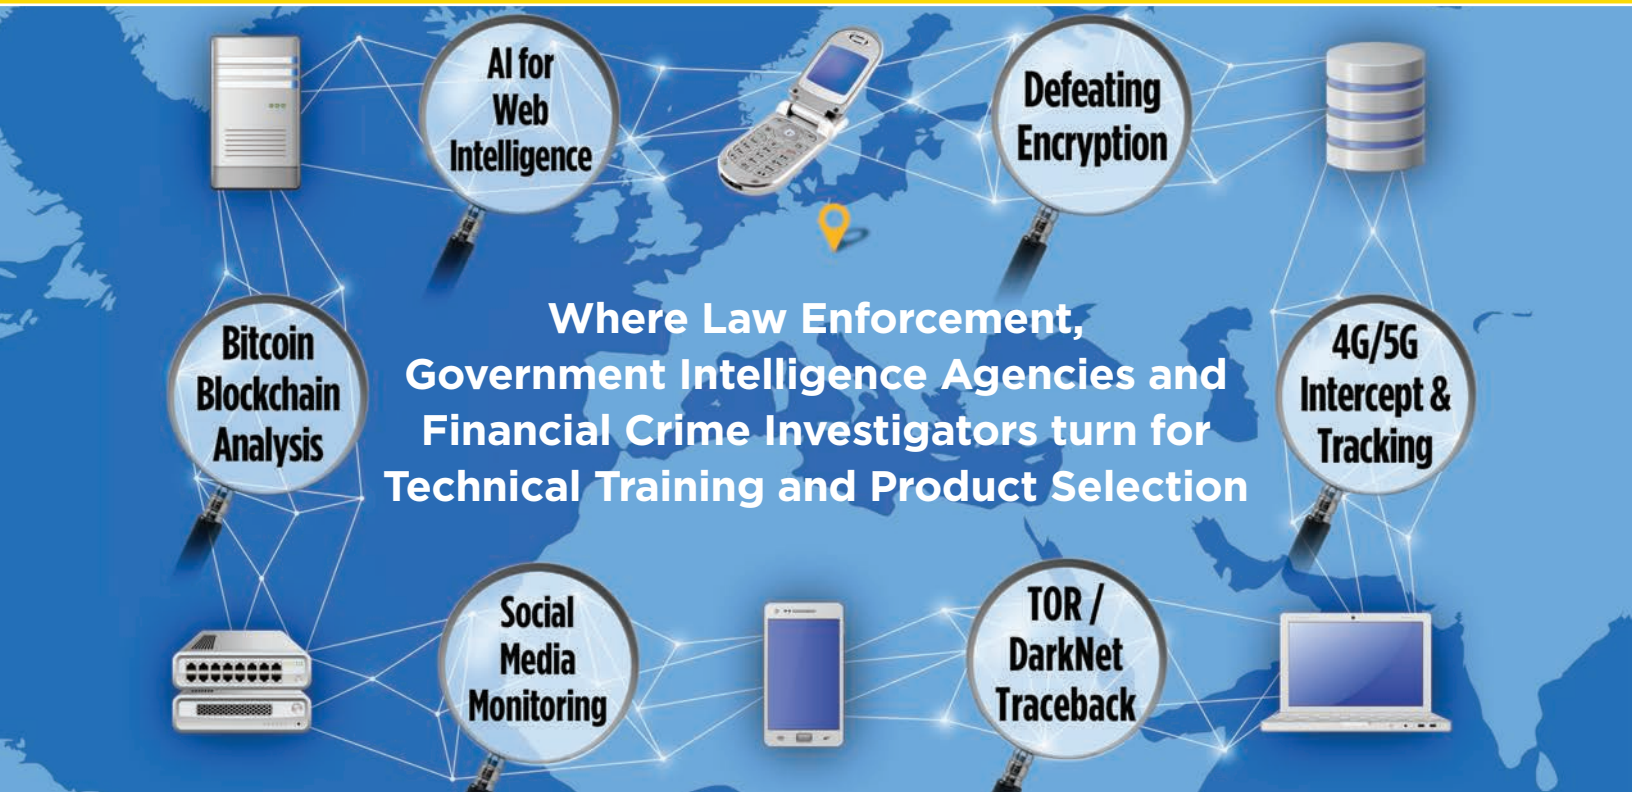 AI for
Web
Intelligence
Defeating
Encryption
Where Law Enforcement,
Government Intelligence Agencies and
Financial Crime Investigators turn for
Technical Training and Product Selection
Bitcoin
Blockchain
Analysis
4G/5G
Intercept &
Tracking
Social
Media
Monitoring
TOR /
DarkNet
Traceback